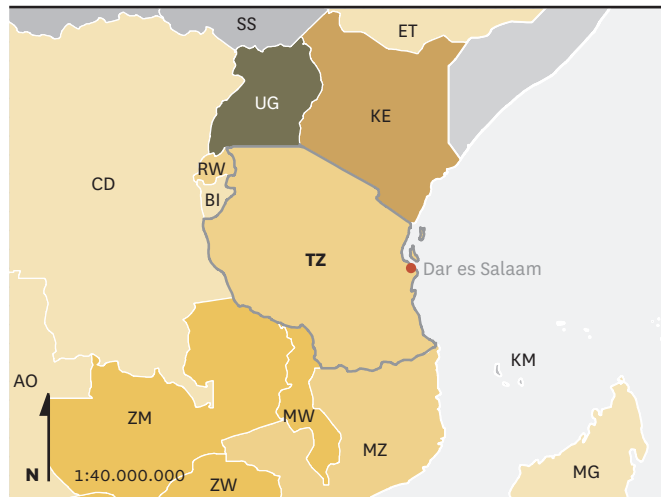 SS
ET
UG
KE
RW
CD
BI
TZ
Dar es Salaam
KM
AO
ZM
MW
MZ
N 1:40.000.000
ZW
MG